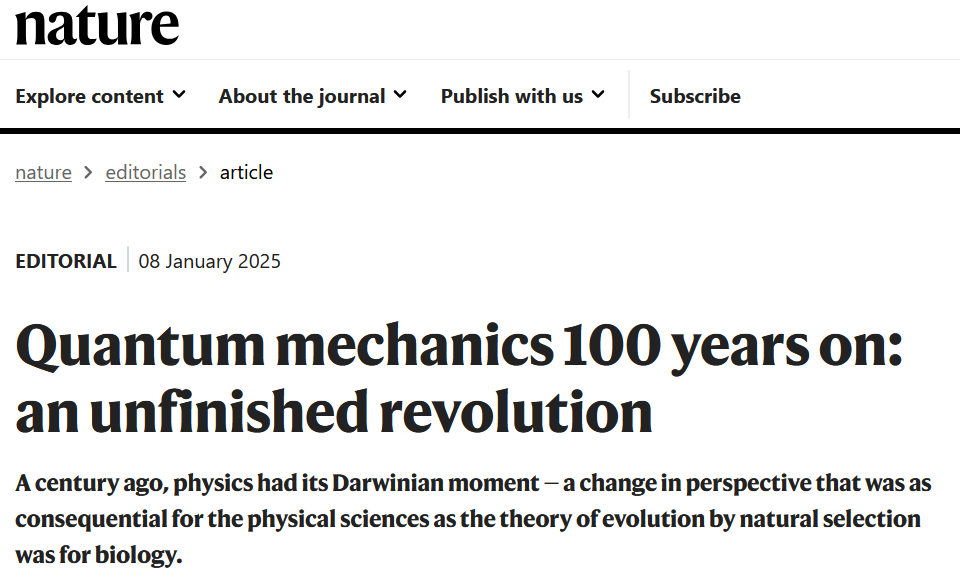 nature
Explore content About the journal Publish with us Subscribe
nature > editorials > article
EDITORIAL | 08 January 2025
Quantum mechanics 100 years on:
an unfinished revolution
A century ago, physics had its Darwinian moment — a change in perspective that was as
consequential for the physical sciences as the theory of evolution by natural selection
was for biology.